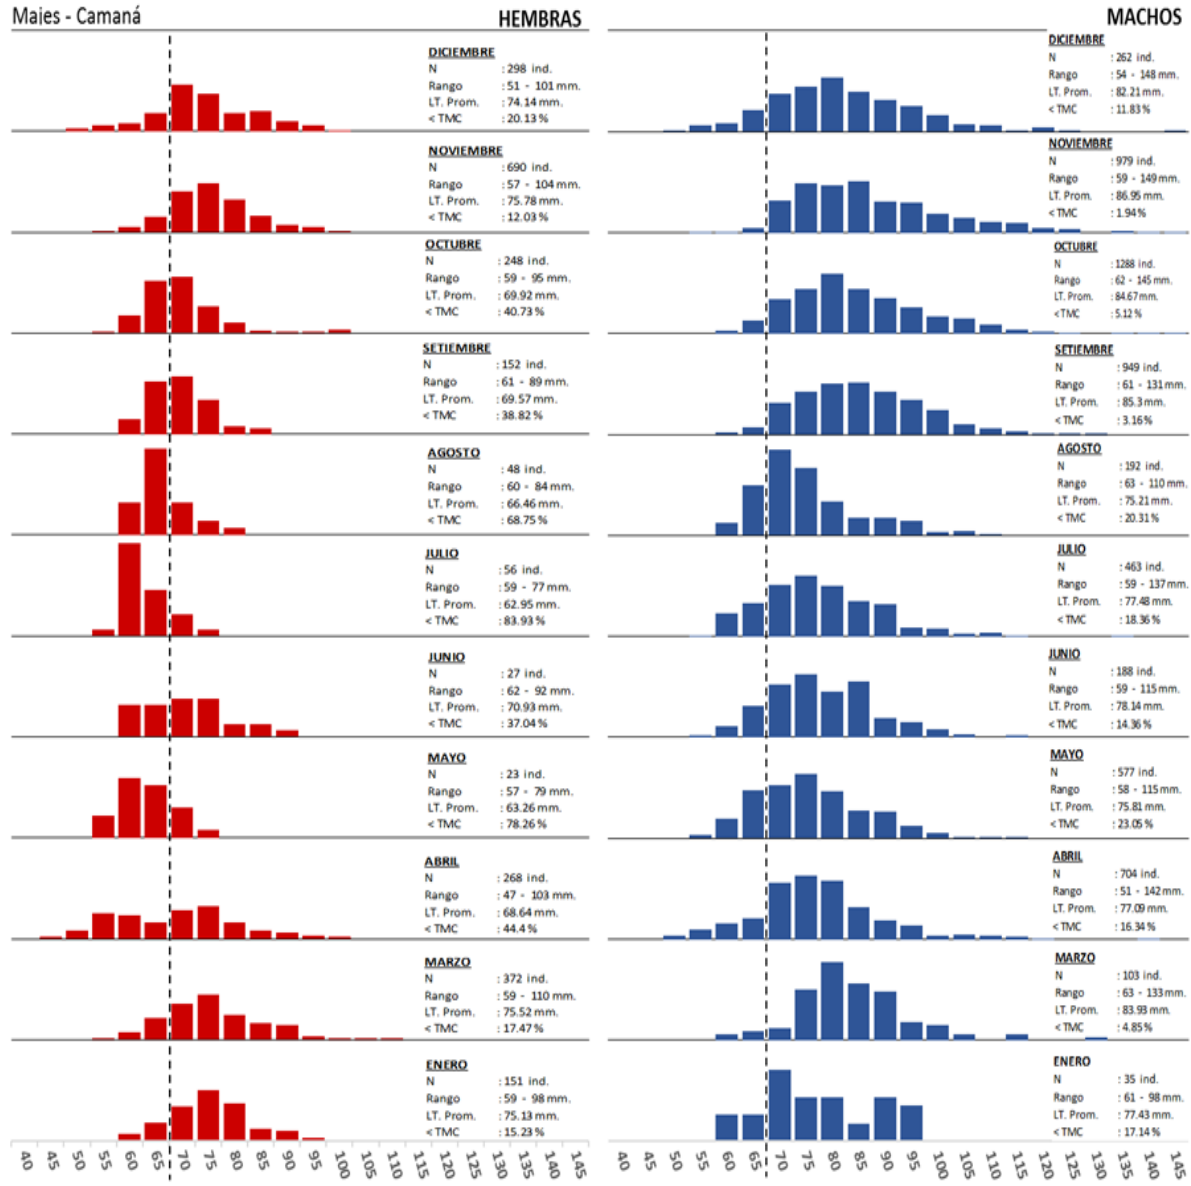 Majes - Camaná
HEMBRAS
DICIEMBRE
N : 298 ind.
Rango : 51 - 101 mm.
LT. Prom. : 74.14 mm.
< TMC : 20.13 %
NOVIEMBRE
N : 690 ind.
Rango : 57 - 104 mm.
LT. Prom. : 75.78 mm.
< TMC : 12.03 %
OCTUBRE
N : 248 ind.
Rango : 59 - 95 mm.
LT. Prom. : 69.92 mm.
< TMC : 40.73 %
SETIEMBRE
N : 152 ind.
Rango : 61 - 89 mm.
LT. Prom. : 69.57 mm.
< TMC : 38.82 %
AGOSTO
N : 48 ind.
Rango : 60 - 84 mm.
LT. Prom. : 66.46 mm.
< TMC : 68.75 %
JULIO
N : 56 ind.
Rango : 59 - 77 mm.
LT. Prom. : 62.95 mm.
< TMC : 83.93 %
JUNIO
N : 27 ind.
Rango : 62 - 92 mm.
LT. Prom. : 70.93 mm.
< TMC : 37.04 %
MAYO
N : 23 ind.
Rango : 57 - 79 mm.
LT. Prom. : 63.26 mm.
< TMC : 78.26 %
ABRIL
N : 268 ind.
Rango : 47 - 103 mm.
LT. Prom. : 68.64 mm.
< TMC : 44.4 %
MARZO
N : 372 ind.
Rango : 59 - 110 mm.
LT. Prom. : 75.52 mm.
< TMC : 17.47 %
ENERO
N : 151 ind.
Rango : 59 - 98 mm.
LT. Prom. : 75.13 mm.
< TMC : 15.23 %
40 45 50 55 60 65 70 75 80 85 90 95 100 105 110 115 120 125 130 135 140 145
MACHOS
DICIEMBRE
N : 262 ind.
Rango : 54 - 148 mm.
LT. Prom. : 82.21 mm.
< TMC : 11.83 %
NOVIEMBRE
N : 979 ind.
Rango : 59 - 149 mm.
LT. Prom. : 86.95 mm.
< TMC : 1.94 %
OCTUBRE
N : 1288 ind.
Rango : 62 - 145 mm.
LT. Prom. : 84.67 mm.
< TMC : 5.12 %
SETIEMBRE
N : 949 ind.
Rango : 61 - 131 mm.
LT. Prom. : 85.3 mm.
< TMC : 3.16 %
AGOSTO
N : 192 ind.
Rango : 63 - 110 mm.
LT. Prom. : 75.21 mm.
< TMC : 20.31 %
JULIO
N : 463 ind.
Rango : 59 - 137 mm.
LT. Prom. : 77.48 mm.
< TMC : 18.36 %
JUNIO
N : 188 ind.
Rango : 59 - 115 mm.
LT. Prom. : 78.14 mm.
< TMC : 14.36 %
MAYO
N : 577 ind.
Rango : 58 - 115 mm.
LT. Prom. : 75.81 mm.
< TMC : 23.05 %
ABRIL
N : 704 ind.
Rango : 51 - 142 mm.
LT. Prom. : 77.09 mm.
< TMC : 16.34 %
MARZO
N : 103 ind.
Rango : 63 - 133 mm.
LT. Prom. : 83.93 mm.
< TMC : 4.85 %
ENERO
N : 35 ind.
Rango : 61 - 98 mm.
LT. Prom. : 77.43 mm.
< TMC : 17.14 %
40 45 50 55 60 65 70 75 80 85 90 95 100 105 110 115 120 125 130 135 140 145